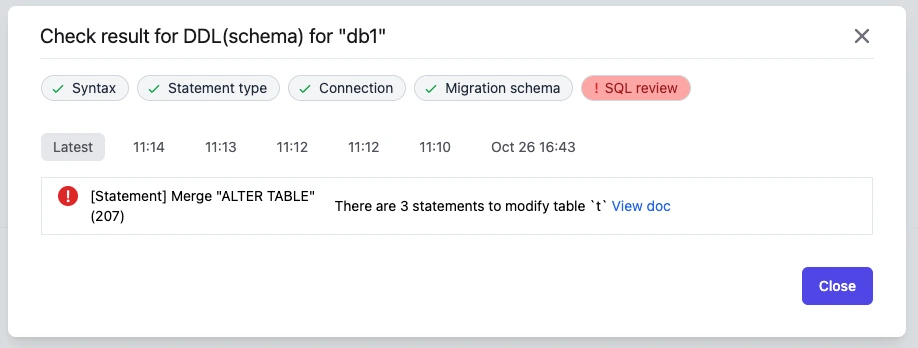 Check result for DDL(schema) for "db1"
Syntax Statement type Connection Migration schema ! SQL review
Latest 11:14 11:13 11:12 11:12 11:10 Oct 26 16:43
[Statement] Merge "ALTER TABLE"
(207)
There are 3 statements to modify table `t` View doc
Close